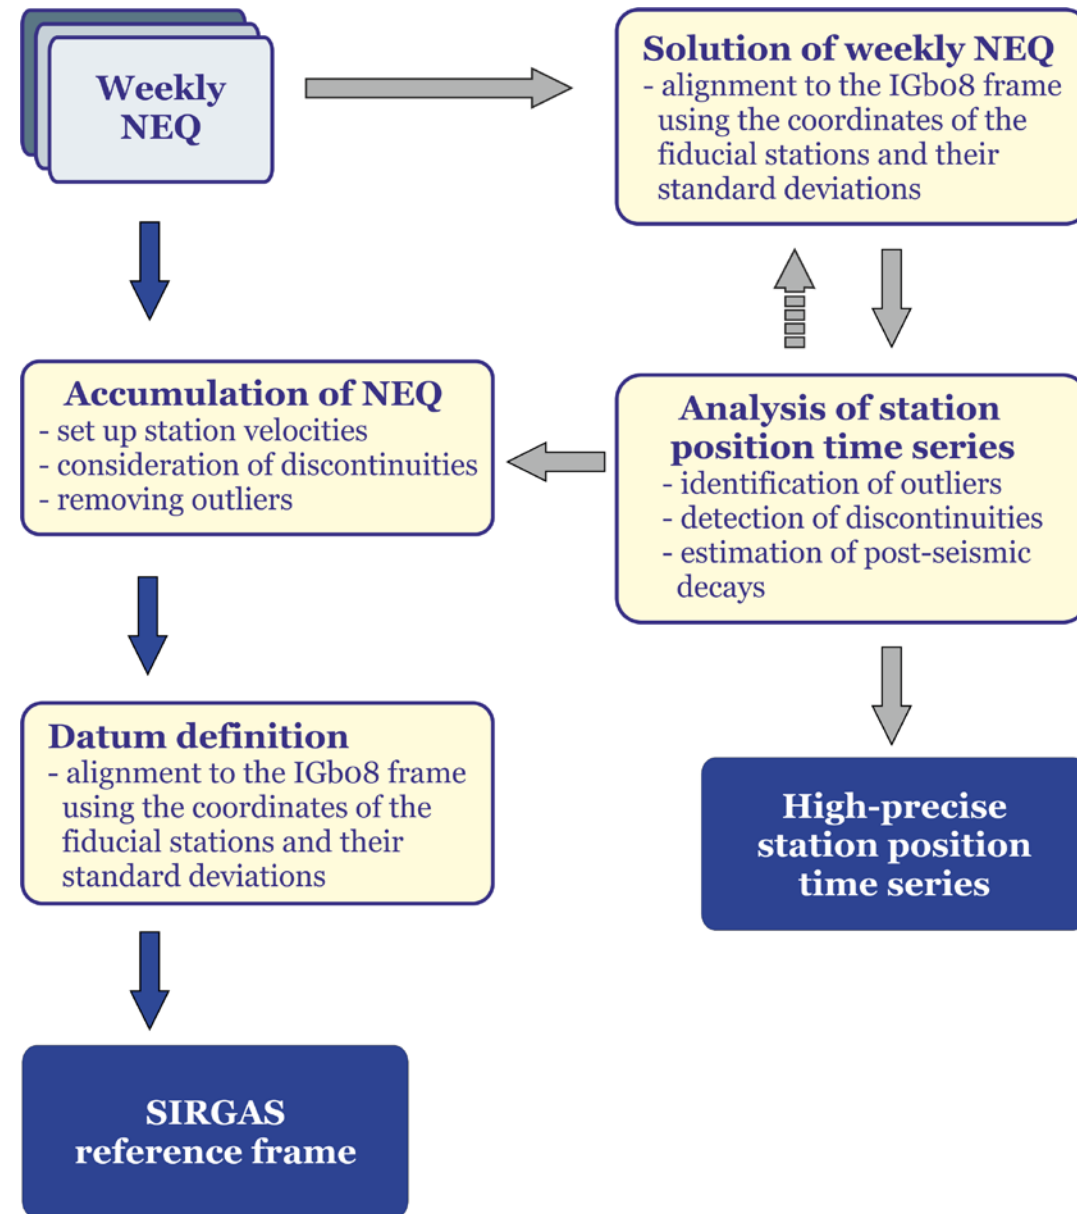 Weekly
NEQ
Solution of weekly NEQ
- alignment to the IGb08 frame
using the coordinates of the
fiducial stations and their
standard deviations
Accumulation of NEQ
- set up station velocities
- consideration of discontinuities
- removing outliers
Analysis of station
position time series
- identification of outliers
- detection of discontinuities
- estimation of post-seismic
decays
Datum definition
- alignment to the IGb08 frame
using the coordinates of the
fiducial stations and their
standard deviations
High-precise
station position
time series
SIRGAS
reference frame